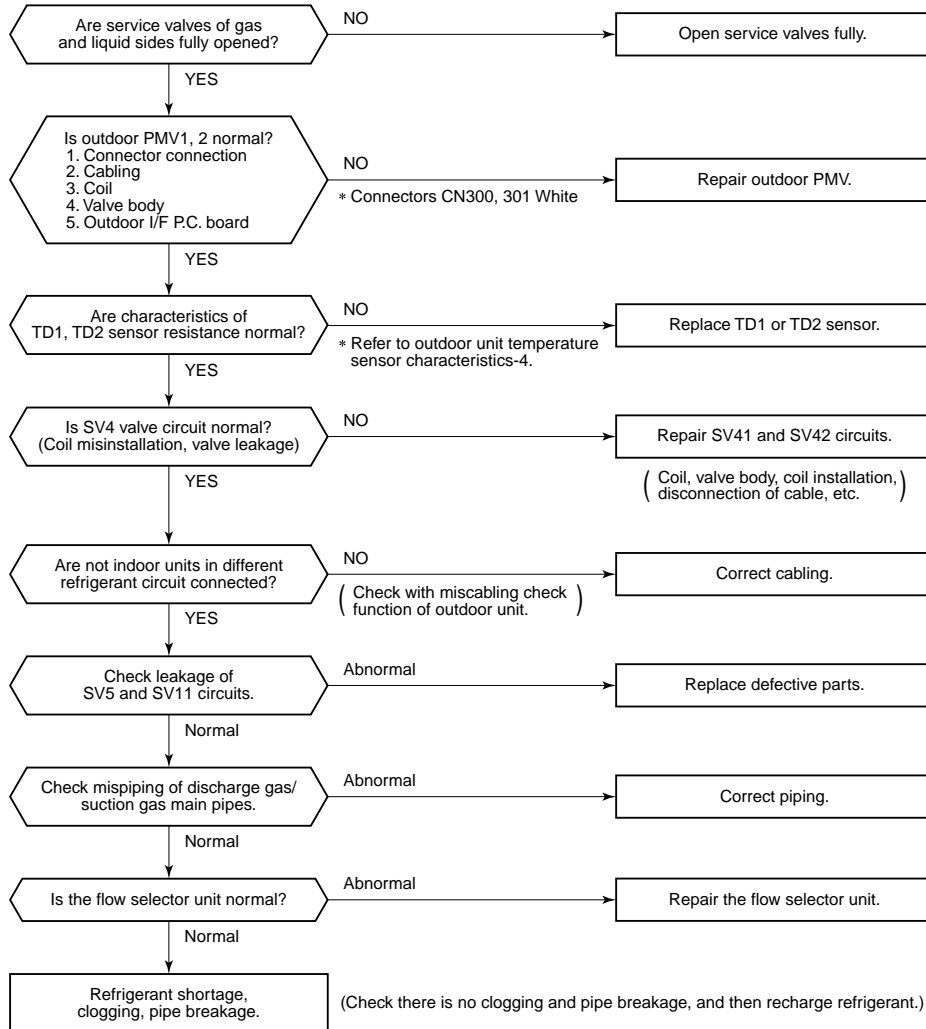 Are service valves of gas
and liquid sides fully opened?
NO
Open service valves fully.
YES
Is outdoor PMV1, 2 normal?
1. Connector connection
2. Cabling
3. Coil
4. Valve body
5. Outdoor I/F P.C. board
NO
* Connectors CN300, 301 White
Repair outdoor PMV.
YES
Are characteristics of
TD1, TD2 sensor resistance normal?
NO
* Refer to outdoor unit temperature
sensor characteristics-4.
Replace TD1 or TD2 sensor.
YES
Is SV4 valve circuit normal?
(Coil misinstallation, valve leakage)
NO
Repair SV41 and SV42 circuits.
(Coil, valve body, coil installation,
disconnection of cable, etc.)
YES
Are not indoor units in different
refrigerant circuit connected?
NO
(Check with miscabling check
function of outdoor unit.)
Correct cabling.
YES
Check leakage of
SV5 and SV11 circuits.
Abnormal
Replace defective parts.
Normal
Check mispiping of discharge gas/
suction gas main pipes.
Abnormal
Correct piping.
Normal
Is the flow selector unit normal?
Abnormal
Repair the flow selector unit.
Normal
Refrigerant shortage,
clogging, pipe breakage.
(Check there is no clogging and pipe breakage, and then recharge refrigerant.)